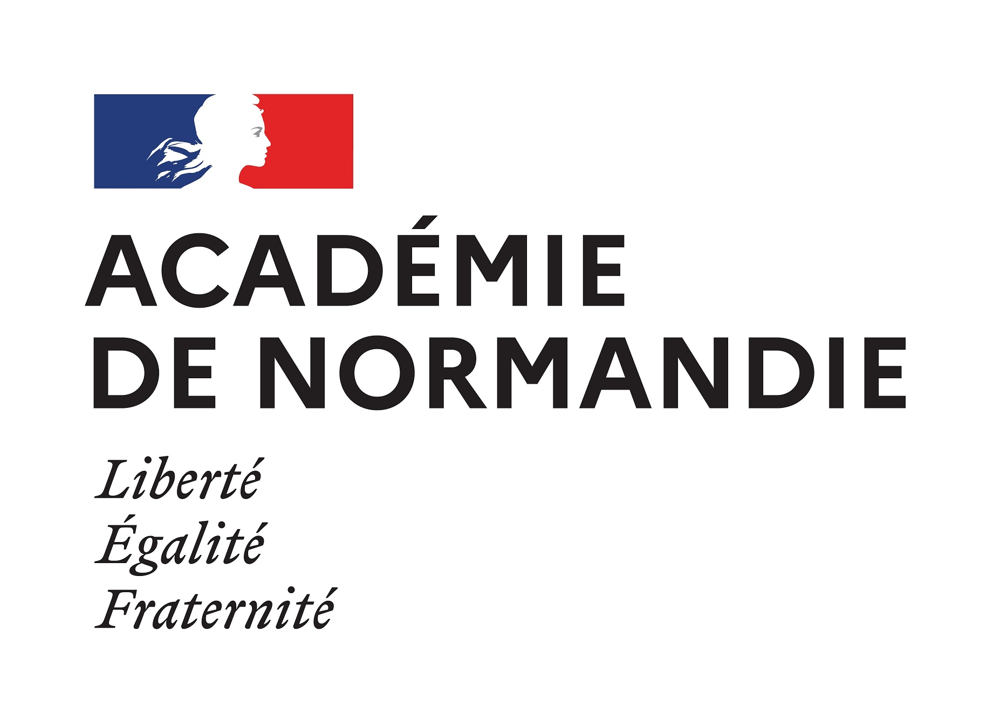 ACADÉMIE
DE NORMANDIE
Liberté
Égalité
Fraternité